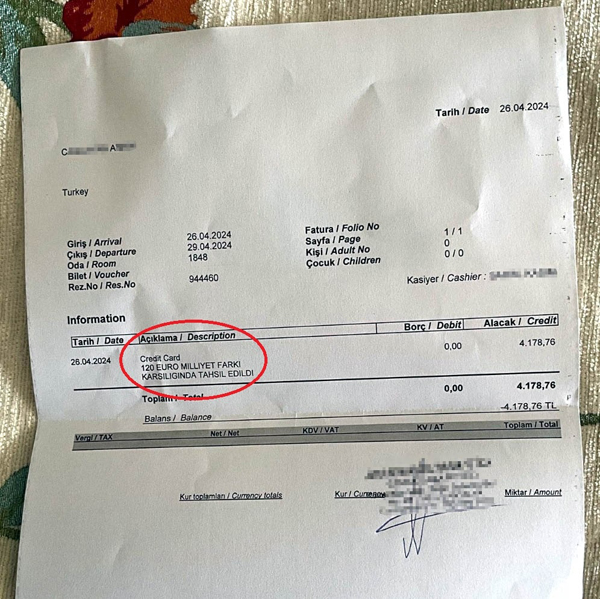 Tarih / Date 26.04.2024
Turkey
Giriş / Arrival 26.04.2024
Çıkış / Departure 29.04.2024
Oda / Room 1848
Bilet / Voucher
Rez.No / Res.No 944460
Fatura / Folio No
Sayfa / Page 1 / 1
Kişi / Adult No 0
Çocuk / Children 0 / 0
Kasiyer / Cashier :
Information
Tarih / Date Açıklama / Description Borç / Debit Alacak / Credit
26.04.2024 Credit Card 0,00 4.178,76
120 EURO MILLIYET FARKI
KARSILIGINDA TAHSIL EDILDI
Toplam / Total 0,00 4.178,76
Balans / Balance -4.178,76 TL
Vergi / TAX Net / Net KDV / VAT KV / AT Toplam / Total
Kur toplamları / Currency totals Kur / Currency Miktar / Amount